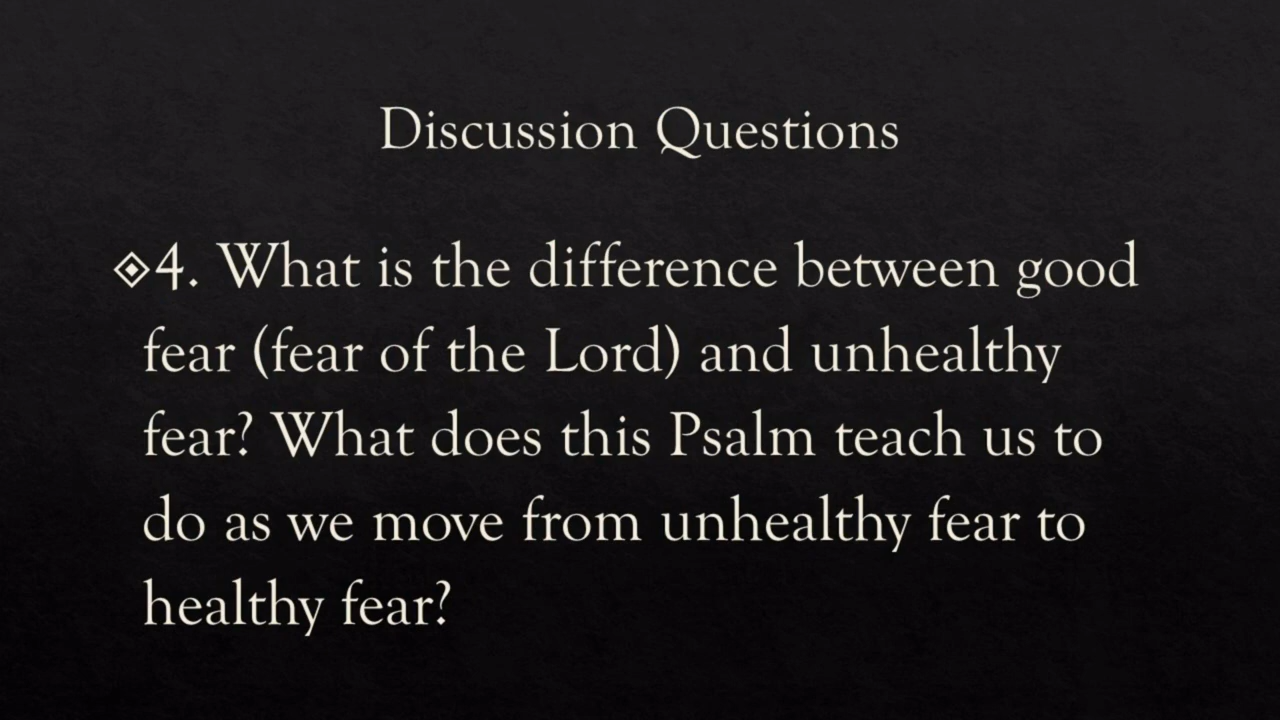 Discussion Questions
4. What is the difference between good
fear (fear of the Lord) and unhealthy
fear? What does this Psalm teach us to
do as we move from unhealthy fear to
healthy fear?